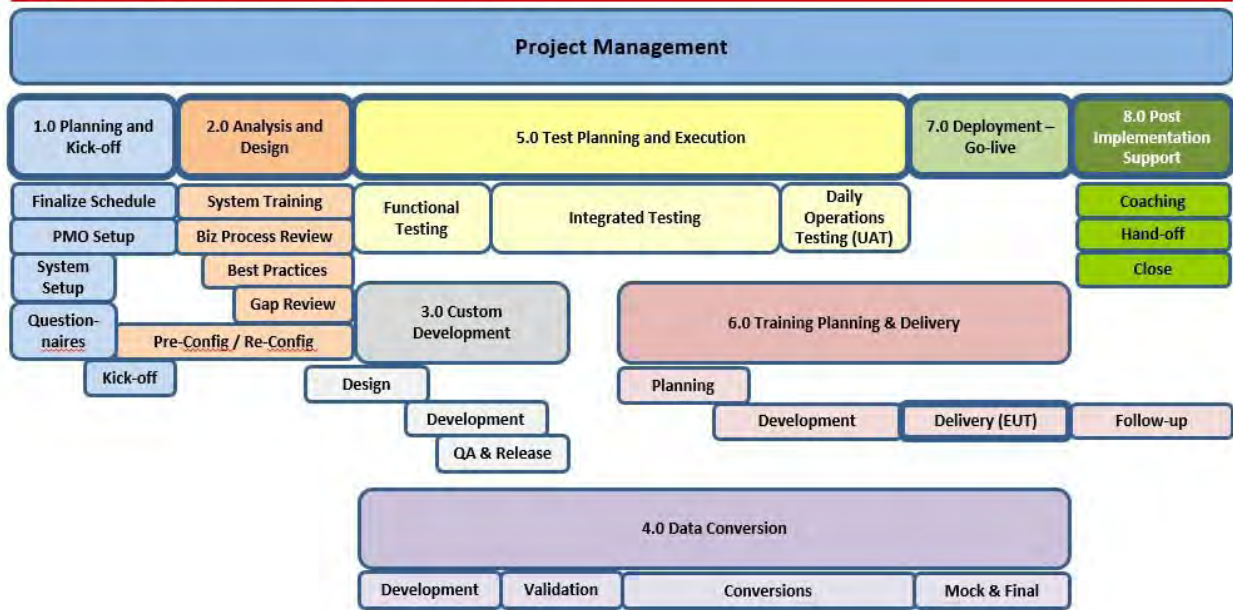 Project Management
1.0 Planning and
Kick-off
2.0 Analysis and
Design
5.0 Test Planning and Execution
7.0 Deployment –
Go-live
8.0 Post
Implementation
Support
Finalize Schedule
PMO Setup
System
Setup
Question-
naires
Kick-off
System Training
Biz Process Review
Best Practices
Gap Review
Pre-Config / Re-Config
Functional
Testing
Integrated Testing
Daily
Operations
Testing (UAT)
Coaching
Hand-off
Close
3.0 Custom
Development
Design
Development
QA & Release
6.0 Training Planning & Delivery
Planning
Development
Delivery (EUT)
Follow-up
4.0 Data Conversion
Development
Validation
Conversions
Mock & Final